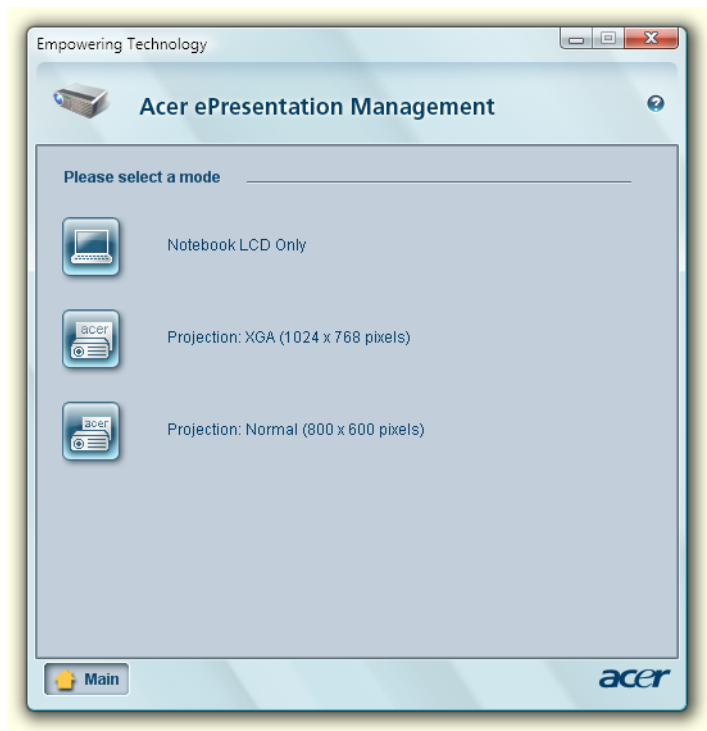 Empowering Technology
Acer ePresentation Management
Please select a mode
Notebook LCD Only
acer
Projection: XGA (1024 x 768 pixels)
acer
Projection: Normal (800 x 600 pixels)
Main
acer